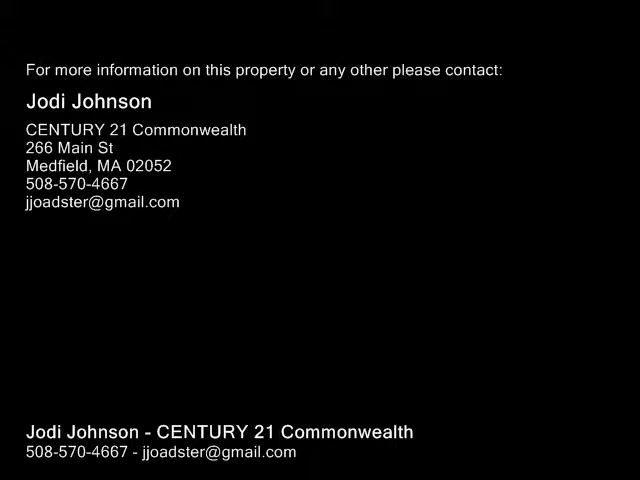 For more information on this property or any other please contact:
Jodi Johnson
CENTURY 21 Commonwealth
266 Main St
Medfield, MA 02052
508-570-4667
jjoadster@gmail.com
Jodi Johnson - CENTURY 21 Commonwealth
508-570-4667 - jjoadster@gmail.com